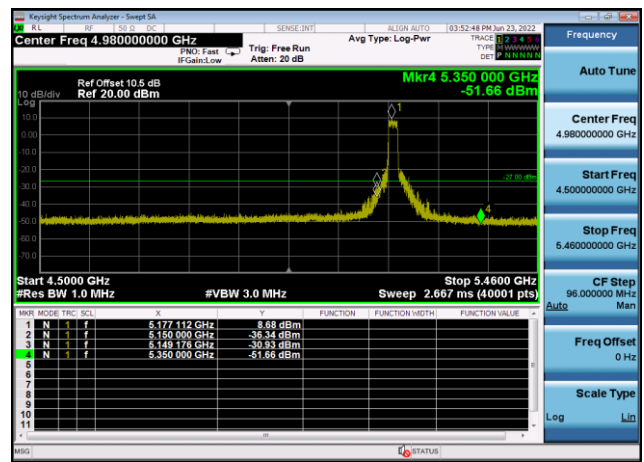 Keysight Spectrum Analyzer - Swept SA
RL RF 50 Ω DC SENSE:INT ALIGN AUTO 03:52:48 PM Jun 23, 2022
Center Freq 4.980000000 GHz
PNO: Fast
IFGain:Low
Trig: Free Run
Atten: 20 dB
Avg Type: Log-Pwr
TRACE 1 2 3 4 5 6
TYPE M WWWWW
DET P N N N N N
Frequency
Ref Offset 10.5 dB
Ref 20.00 dBm
10 dB/div
Log
Mkr4 5.350 000 GHz
-51.66 dBm
10.0
0.00
-10.0
-20.0
-30.0
-40.0
-50.0
-60.0
-70.0
1
4
-27.00 dBm
Start 4.5000 GHz
#Res BW 1.0 MHz
#VBW 3.0 MHz
Stop 5.4600 GHz
Sweep 2.667 ms (40001 pts)
MKR MODE TRC SCL X Y FUNCTION FUNCTION WIDTH FUNCTION VALUE
1 N 1 f 5.177 112 GHz 8.68 dBm
2 N 1 f 5.150 000 GHz -36.34 dBm
3 N 1 f 5.149 176 GHz -30.93 dBm
4 N 1 f 5.350 000 GHz -51.66 dBm
5
6
7
8
9
10
11
MSG
STATUS
Auto Tune
Center Freq
4.980000000 GHz
Start Freq
4.500000000 GHz
Stop Freq
5.460000000 GHz
CF Step
96.000000 MHz
Auto Man
Freq Offset
0 Hz
Scale Type
Log Lin